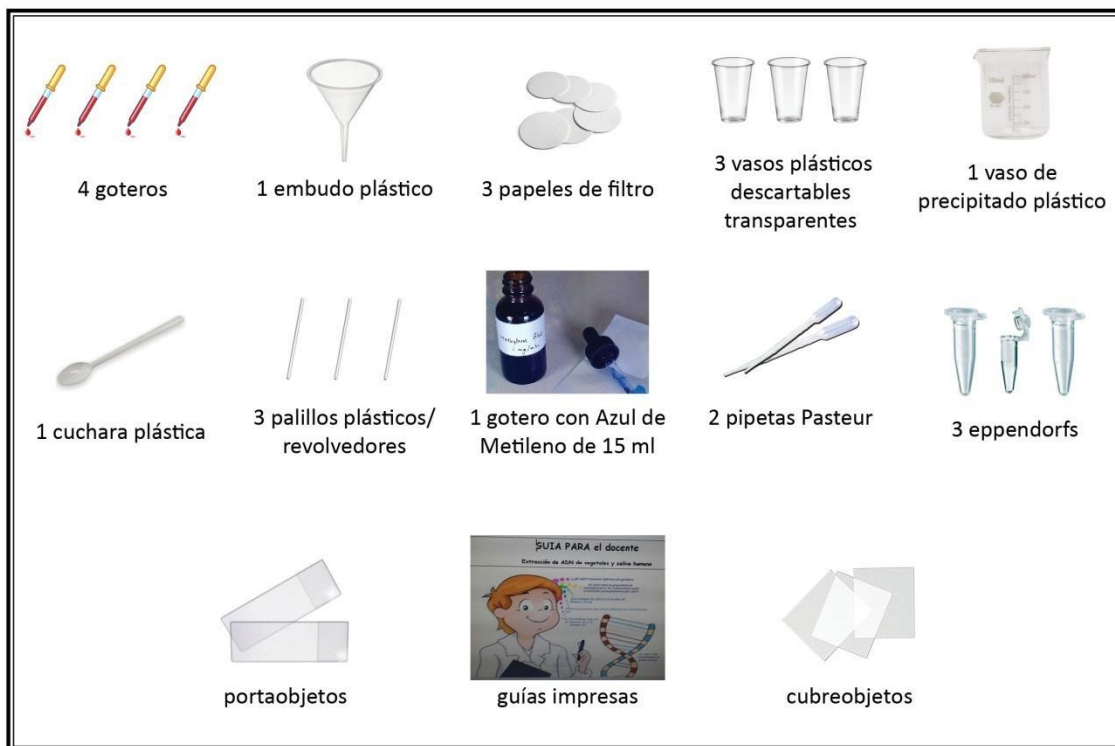 4 goteros
1 embudo plástico
3 papeles de filtro
3 vasos plásticos
descartables
transparentes
1 vaso de
precipitado plástico
1 cuchara plástica
3 palillos plásticos/
revolvedores
1 gotero con Azul de
Metileno de 15 ml
2 pipetas Pasteur
3 eppendorfs
GUIA PARA el docente
Extracción de ADN de vegetales y saliva humana
portaobjetos
guías impresas
cubreobjetos